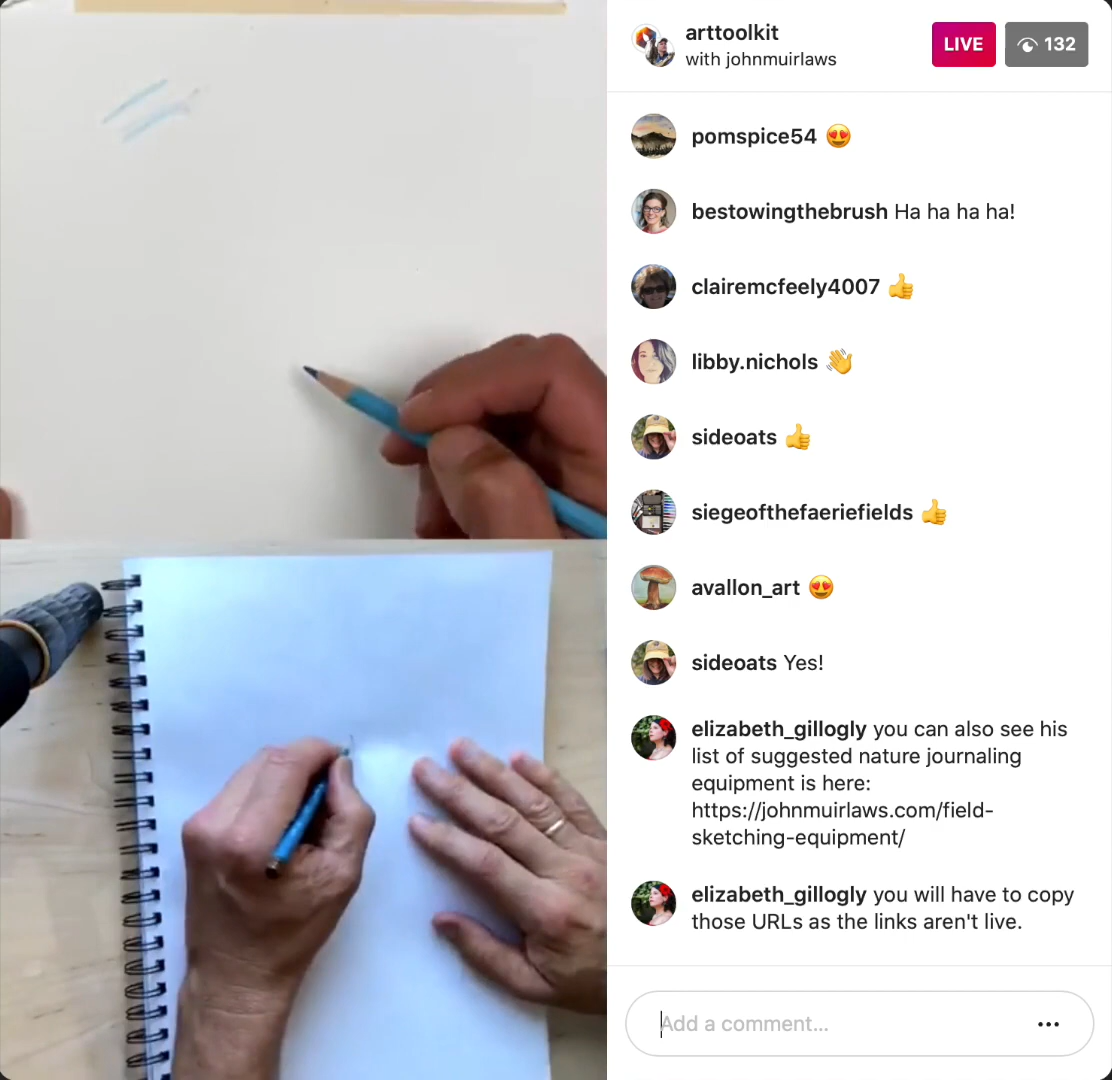 arttoolkit
with johnmuirlaws
LIVE
132
pomspice54 😍
bestowingthebrush Ha ha ha ha!
clairemcfeely4007 👍
libby.nichols 👋
sideoats 👍
siegeofthefaeriefields 👍
avallon_art 😍
sideoats Yes!
elizabeth_gillogly you can also see his
list of suggested nature journaling
equipment is here:
https://johnmuirlaws.com/field-
sketching-equipment/
elizabeth_gillogly you will have to copy
those URLs as the links aren't live.
Add a comment...